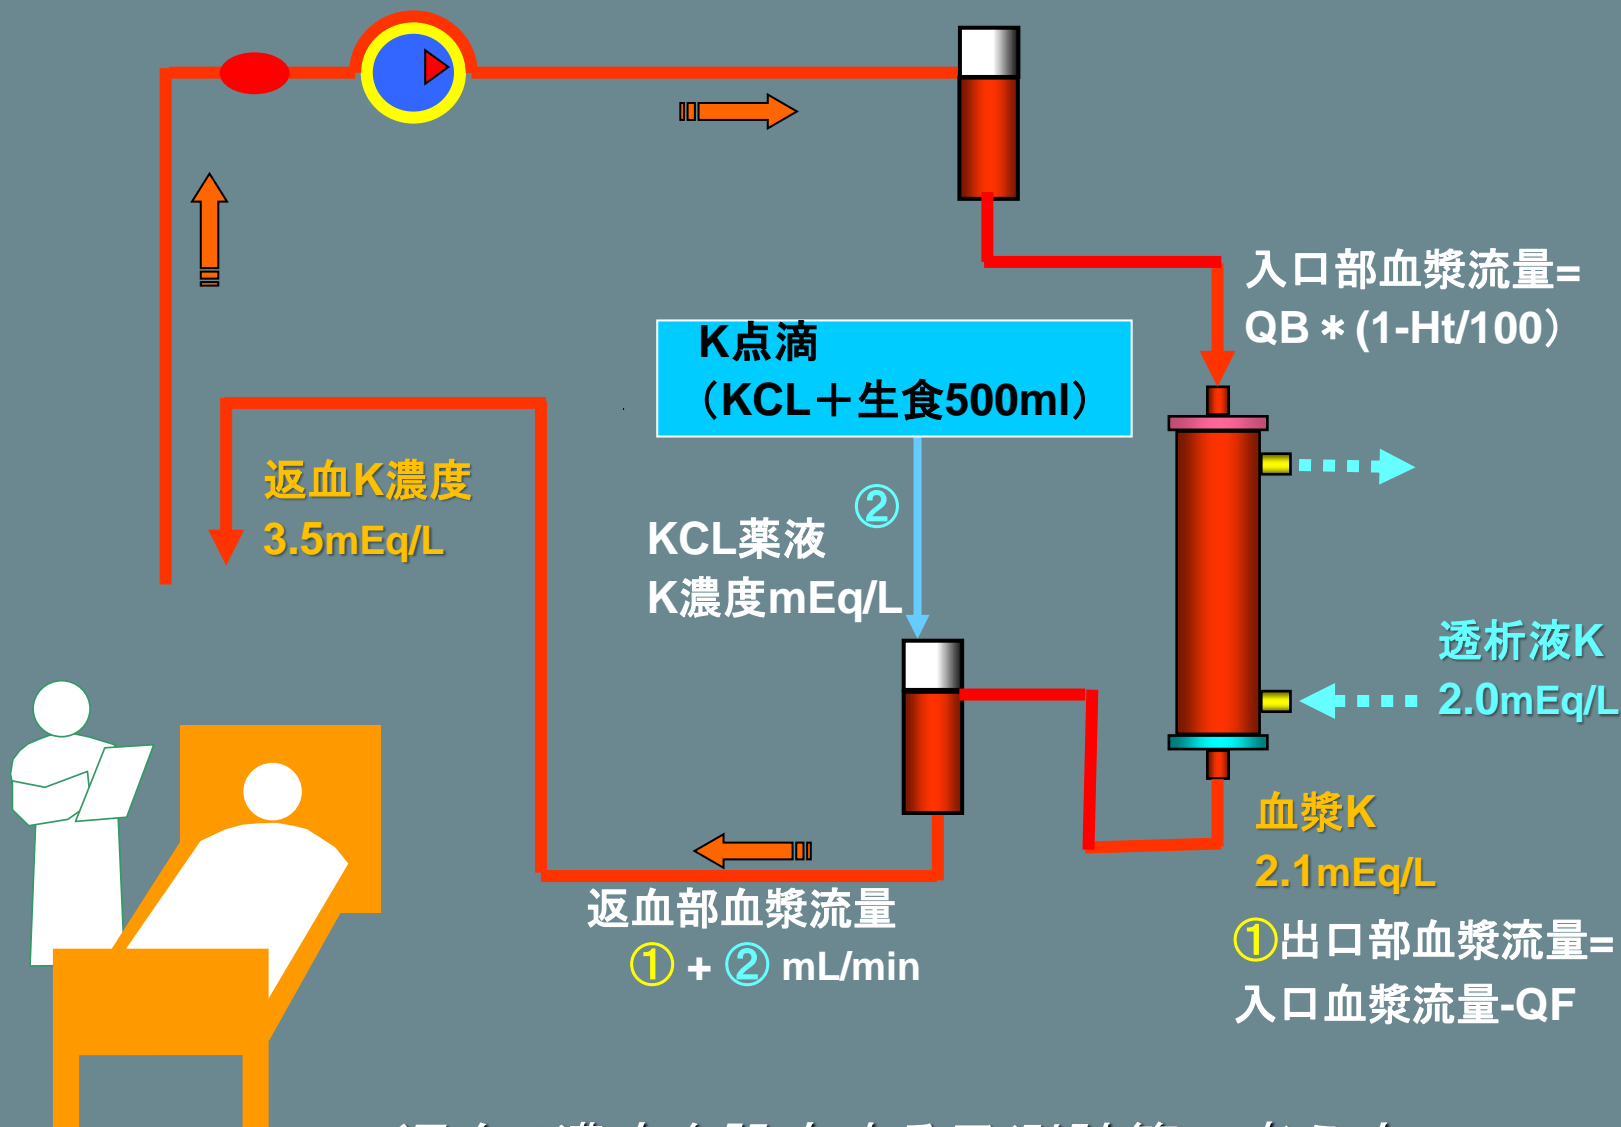 入口部血漿流量=
QB＊(1-Ht/100）
K点滴
（KCL＋生食500ml）
返血K濃度
3.5mEq/L
②
KCL薬液
K濃度mEq/L
透析液K
2.0mEq/L
血漿K
2.1mEq/L
①出口部血漿流量=
入口血漿流量-QF
返血部血漿流量
① + ② mL/min